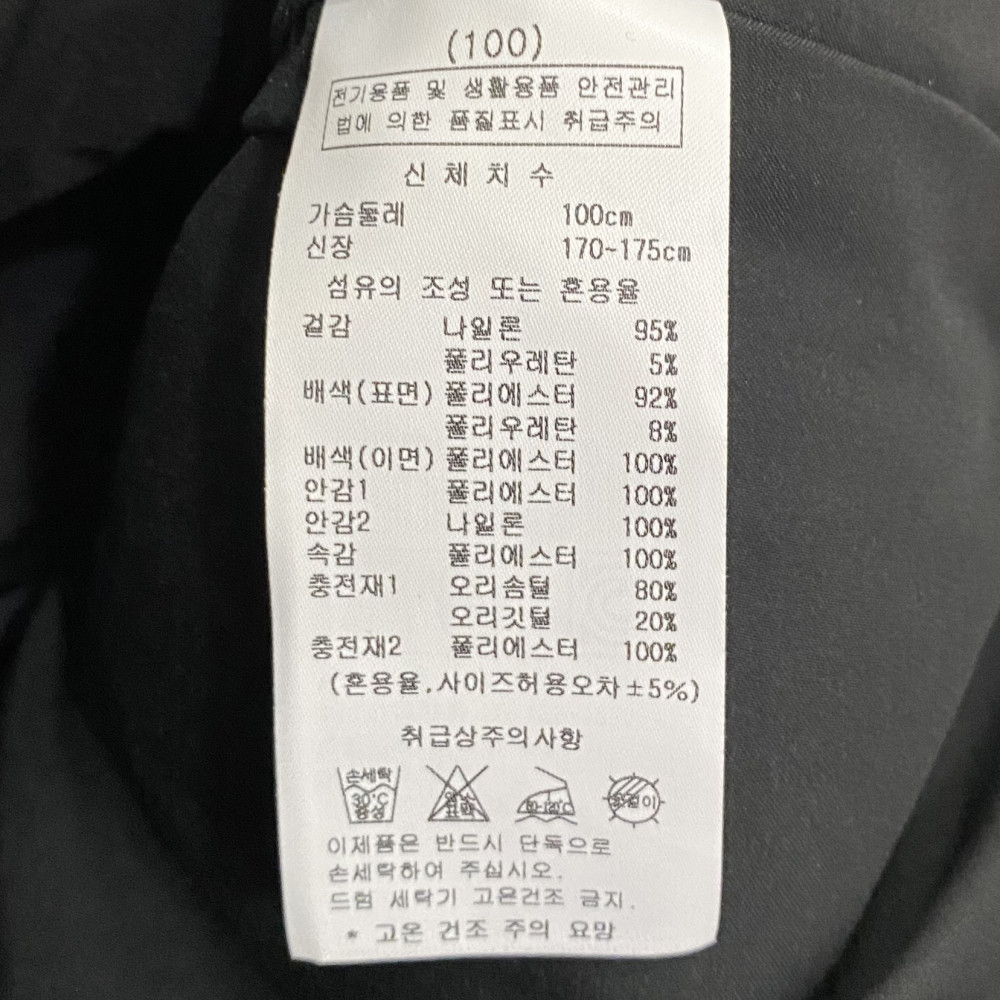 (100)
전기용품 및 생활용품 안전관리
법에 의한 품질표시 취급주의
신 체 치 수
가슴둘레 100cm
신장 170~175cm
섬유의 조성 또는 혼용율
겉감 나일론 95%
폴리우레탄 5%
배색(표면) 폴리에스터 92%
폴리우레탄 8%
배색(이면) 폴리에스터 100%
안감1 폴리에스터 100%
안감2 나일론 100%
속감 폴리에스터 100%
충전재1 오리솜털 80%
오리깃털 20%
충전재2 폴리에스터 100%
(혼용율.사이즈허용오차±5%)
취급상주의사항
손세탁 30℃ 중성
염소 표백
80-120℃
옷걸이
이제품은 반드시 단독으로
손세탁하여 주십시오.
드럼 세탁기 고온건조 금지.
* 고온 건조 주의 요망